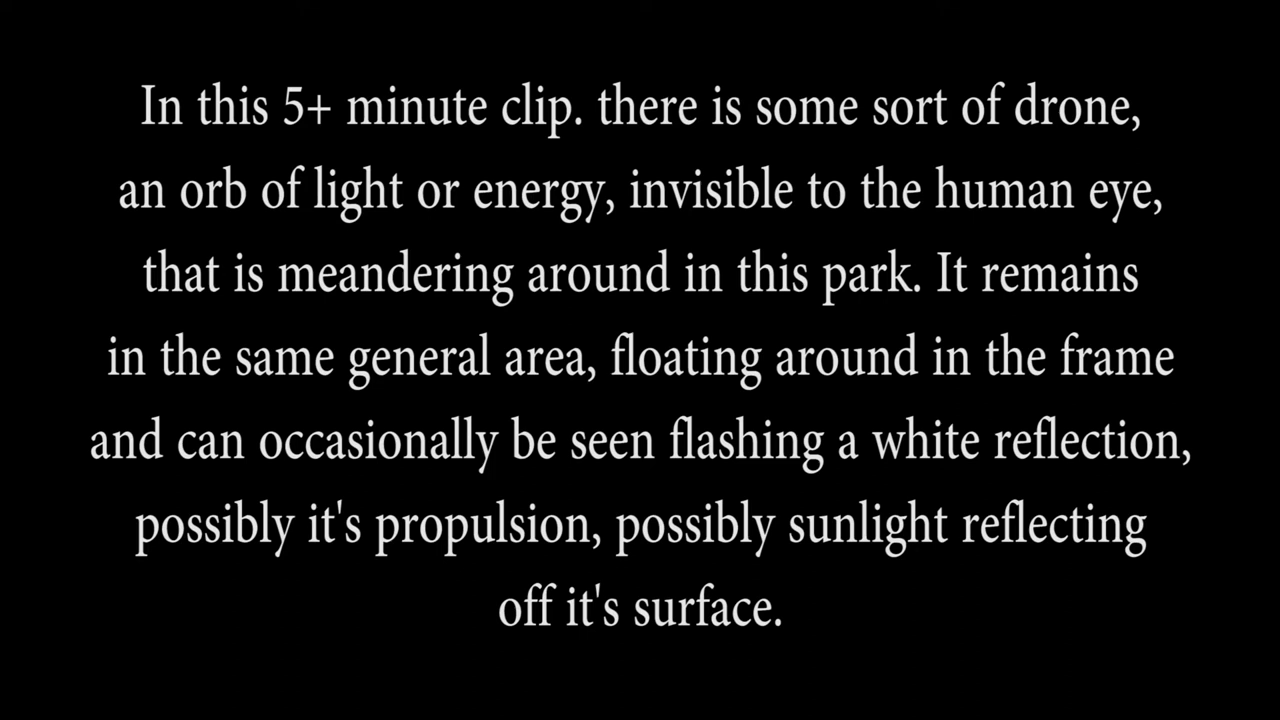 In this 5+ minute clip. there is some sort of drone,
an orb of light or energy, invisible to the human eye,
that is meandering around in this park. It remains
in the same general area, floating around in the frame
and can occasionally be seen flashing a white reflection,
possibly it's propulsion, possibly sunlight reflecting
off it's surface.